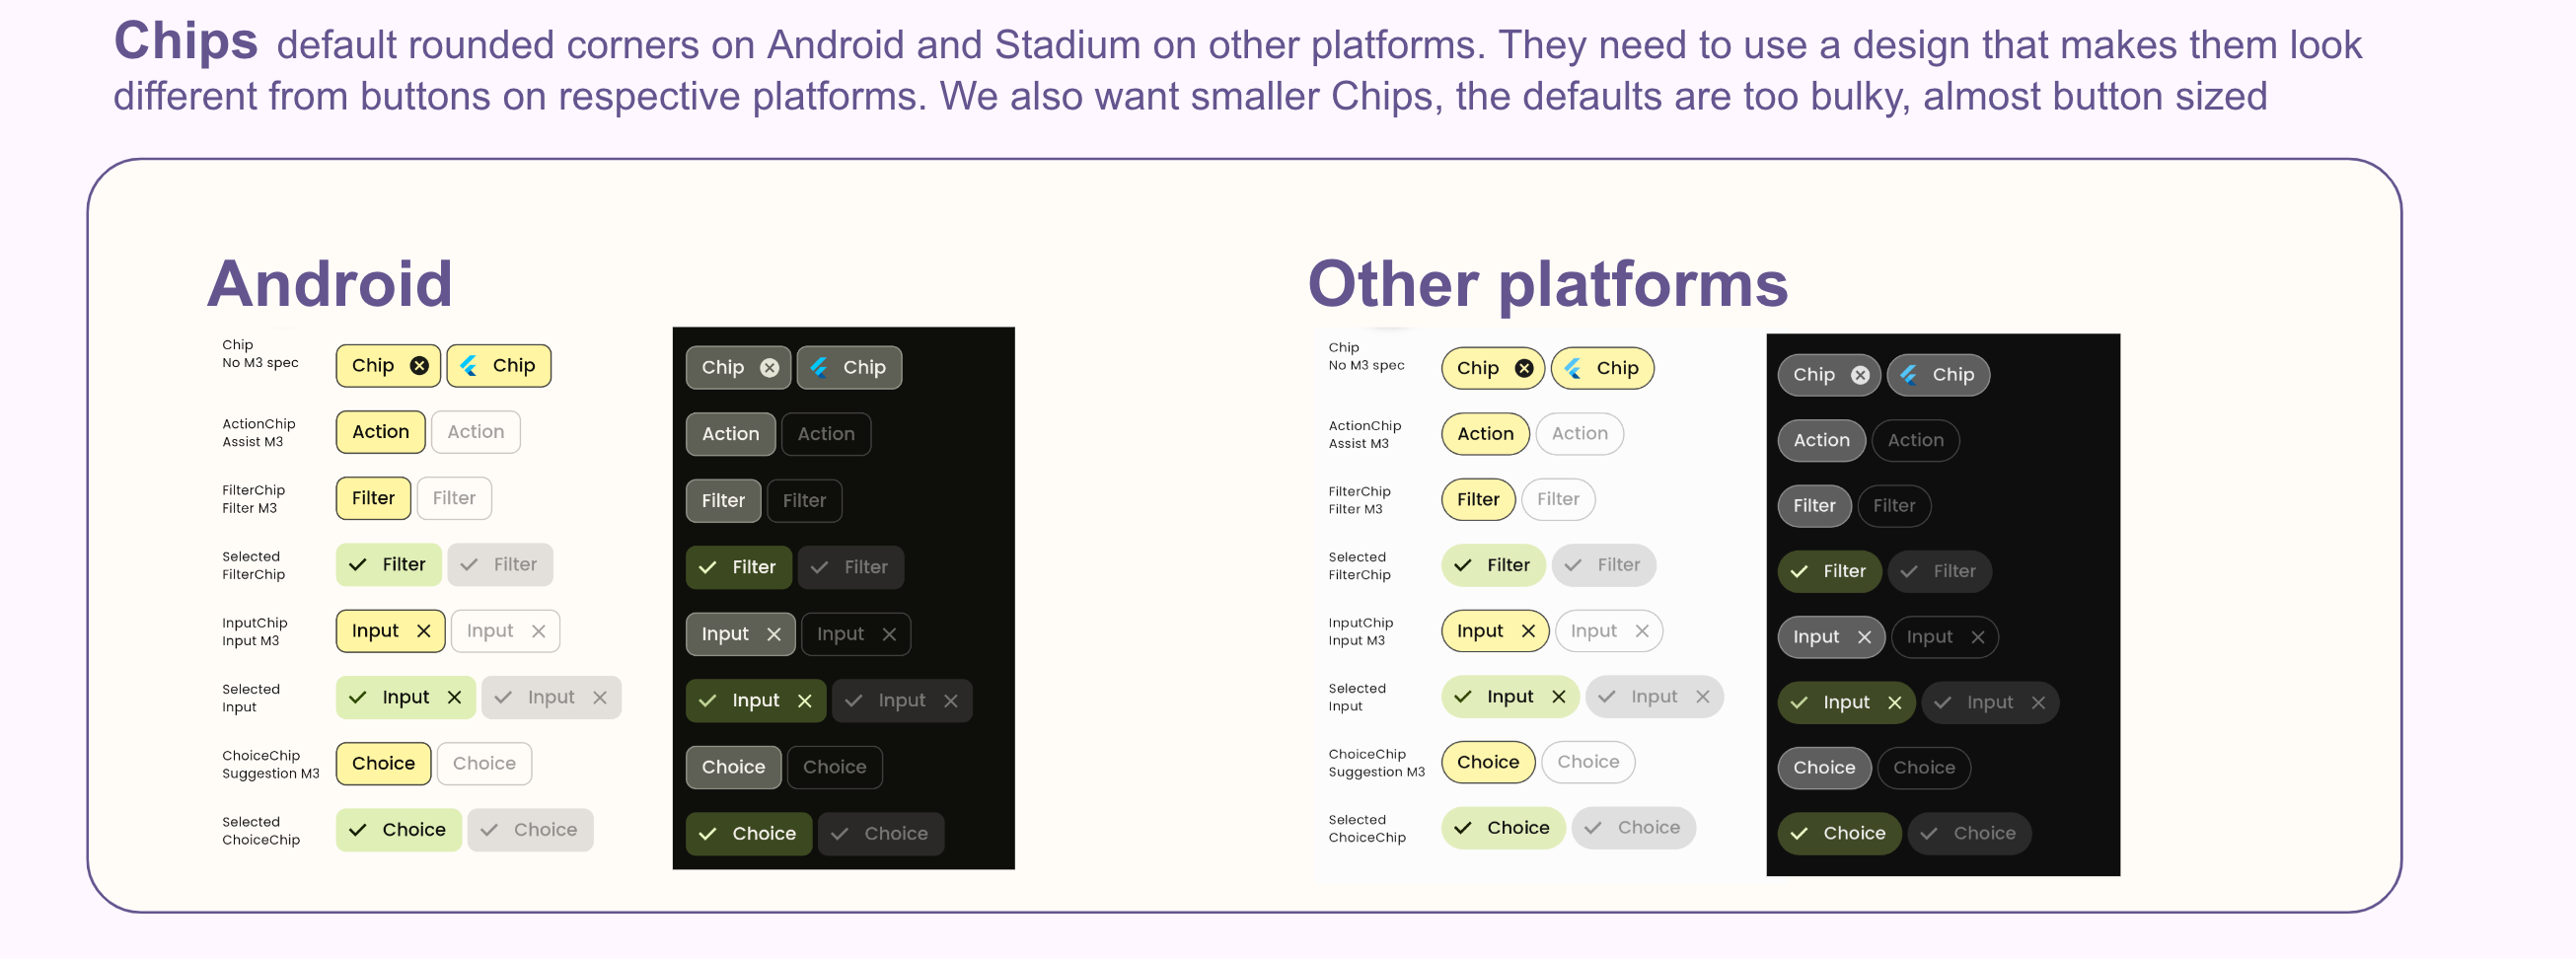 Chips default rounded corners on Android and Stadium on other platforms. They need to use a design that makes them look
different from buttons on respective platforms. We also want smaller Chips, the defaults are too bulky, almost button sized
Android
Chip
No M3 spec
Chip
Chip
Chip
Chip
ActionChip
Assist M3
Action
Action
Action
Action
FilterChip
Filter M3
Filter
Filter
Filter
Filter
Selected
FilterChip
Filter
Filter
Filter
Filter
InputChip
Input M3
Input
Input
Input
Input
Selected
Input
Input
Input
Input
Input
ChoiceChip
Suggestion M3
Choice
Choice
Choice
Choice
Selected
ChoiceChip
Choice
Choice
Choice
Choice
Other platforms
Chip
No M3 spec
Chip
Chip
Chip
Chip
ActionChip
Assist M3
Action
Action
Action
Action
FilterChip
Filter M3
Filter
Filter
Filter
Filter
Selected
FilterChip
Filter
Filter
Filter
Filter
InputChip
Input M3
Input
Input
Input
Input
Selected
Input
Input
Input
Input
Input
ChoiceChip
Suggestion M3
Choice
Choice
Choice
Choice
Selected
ChoiceChip
Choice
Choice
Choice
Choice